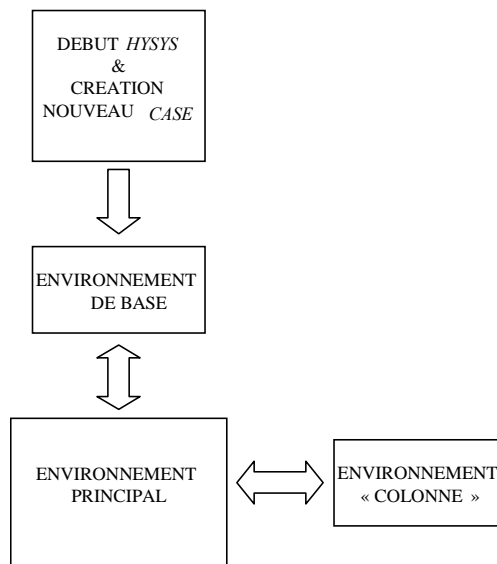 DEBUT HYSYS
&
CREATION
NOUVEAU CASE
ENVIRONNEMENT
DE BASE
ENVIRONNEMENT
PRINCIPAL
ENVIRONNEMENT
« COLONNE »